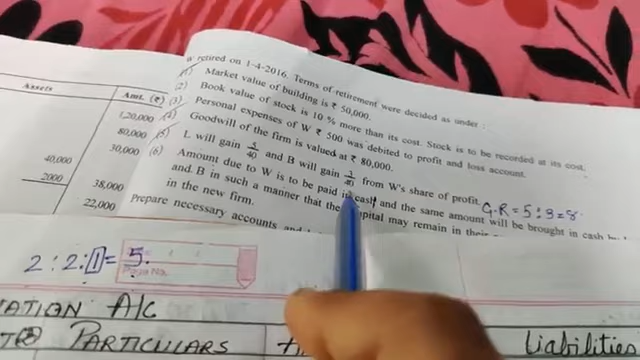 W retired on 1-4-2016. Terms of retirement were decided as under :
(1) Market value of building is ₹ 50,000.
(2) Book value of stock is 10 % more than its cost. Stock is to be recorded at its cost.
(3) Personal expenses of W ₹ 500 was debited to profit and loss account.
(4) Goodwill of the firm is valued at ₹ 80,000.
(5) L will gain 5/40 and B will gain 3/40 from W's share of profit.
G.R = 5:3=8
(6) Amount due to W is to be paid in cash and the same amount will be brought in cash by
and B in such a manner that the capital may remain in their
in the new firm.
Prepare necessary accounts and
Assets
Amt. (₹)
1,20,000
80,000
30,000
40,000
2000
38,000
22,000
2:2:1=5.
Page No.
ATION A/C
PARTICULARS
Liabilities